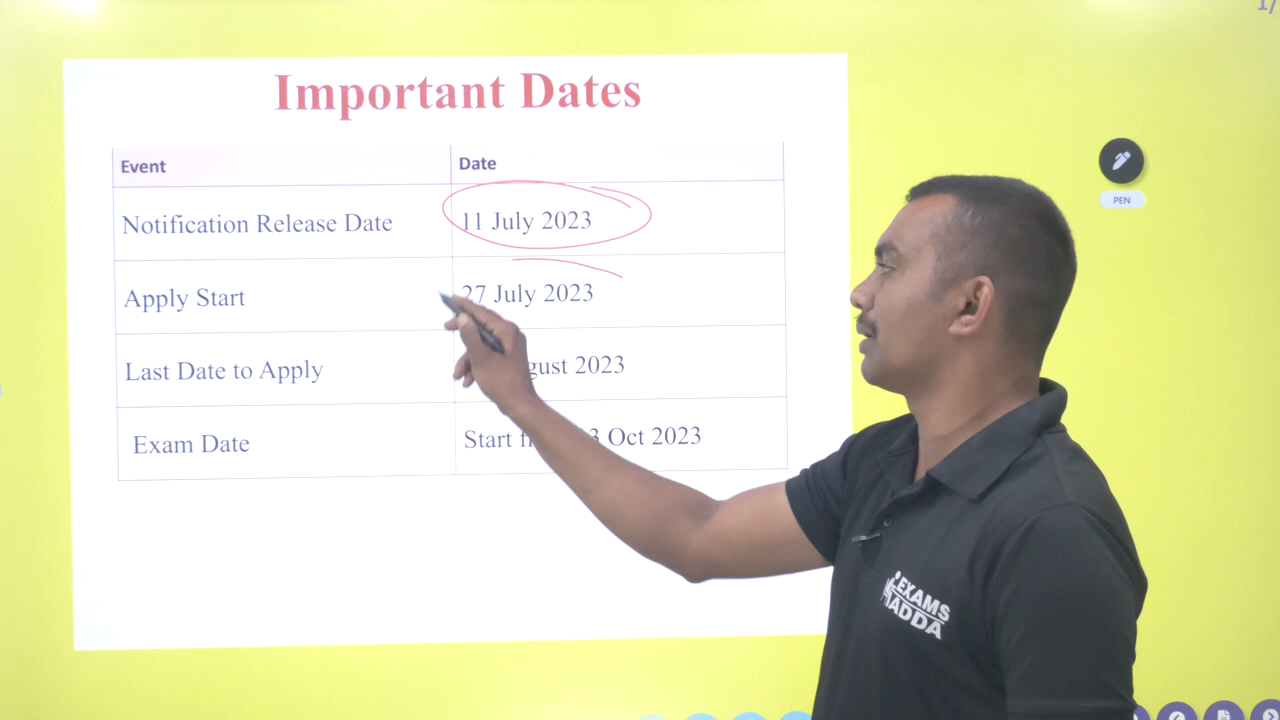 1/
Important Dates
Event Date
Notification Release Date 11 July 2023
PEN
Apply Start 27 July 2023
Last Date to Apply 2023
Exam Date Start Oct 2023
EXAMS
ADDA